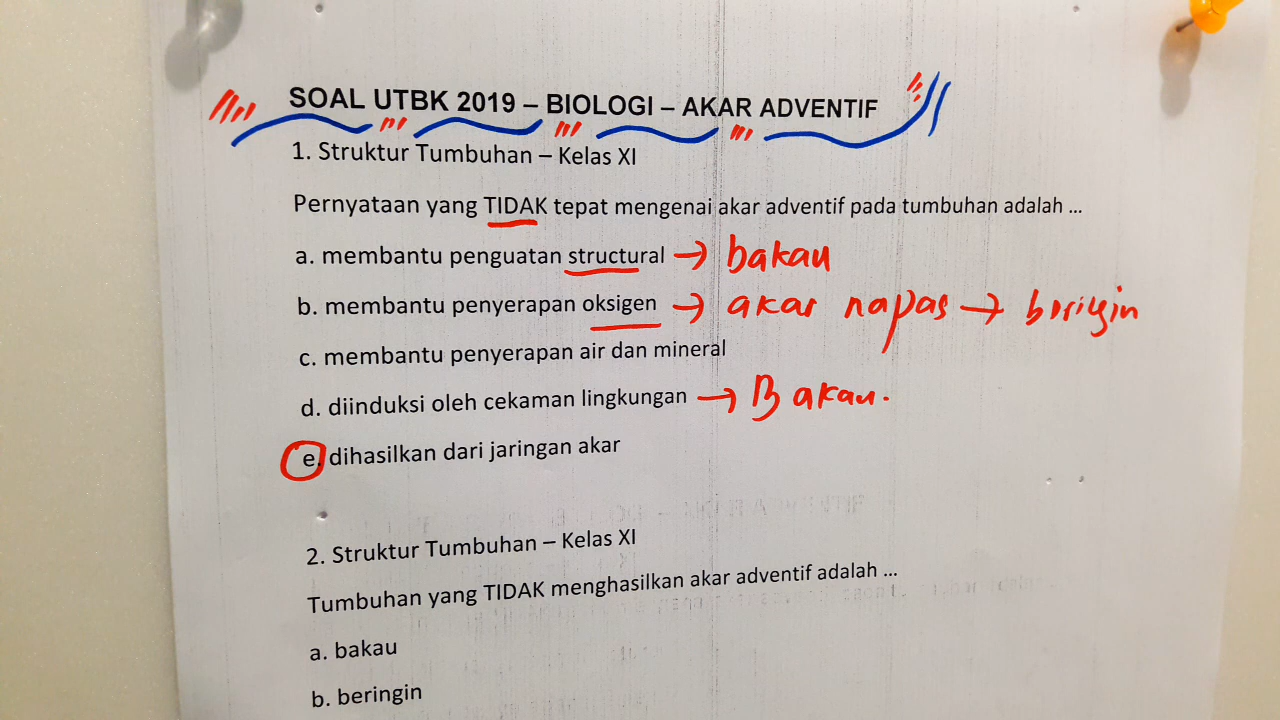 SOAL UTBK 2019 – BIOLOGI – AKAR ADVENTIF
1. Struktur Tumbuhan – Kelas XI
Pernyataan yang TIDAK tepat mengenai akar adventif pada tumbuhan adalah ...
a. membantu penguatan structural → bakau
b. membantu penyerapan oksigen → akar napas → beringin
c. membantu penyerapan air dan mineral
d. diinduksi oleh cekaman lingkungan → Bakau.
e. dihasilkan dari jaringan akar
2. Struktur Tumbuhan – Kelas XI
Tumbuhan yang TIDAK menghasilkan akar adventif adalah ...
a. bakau
b. beringin